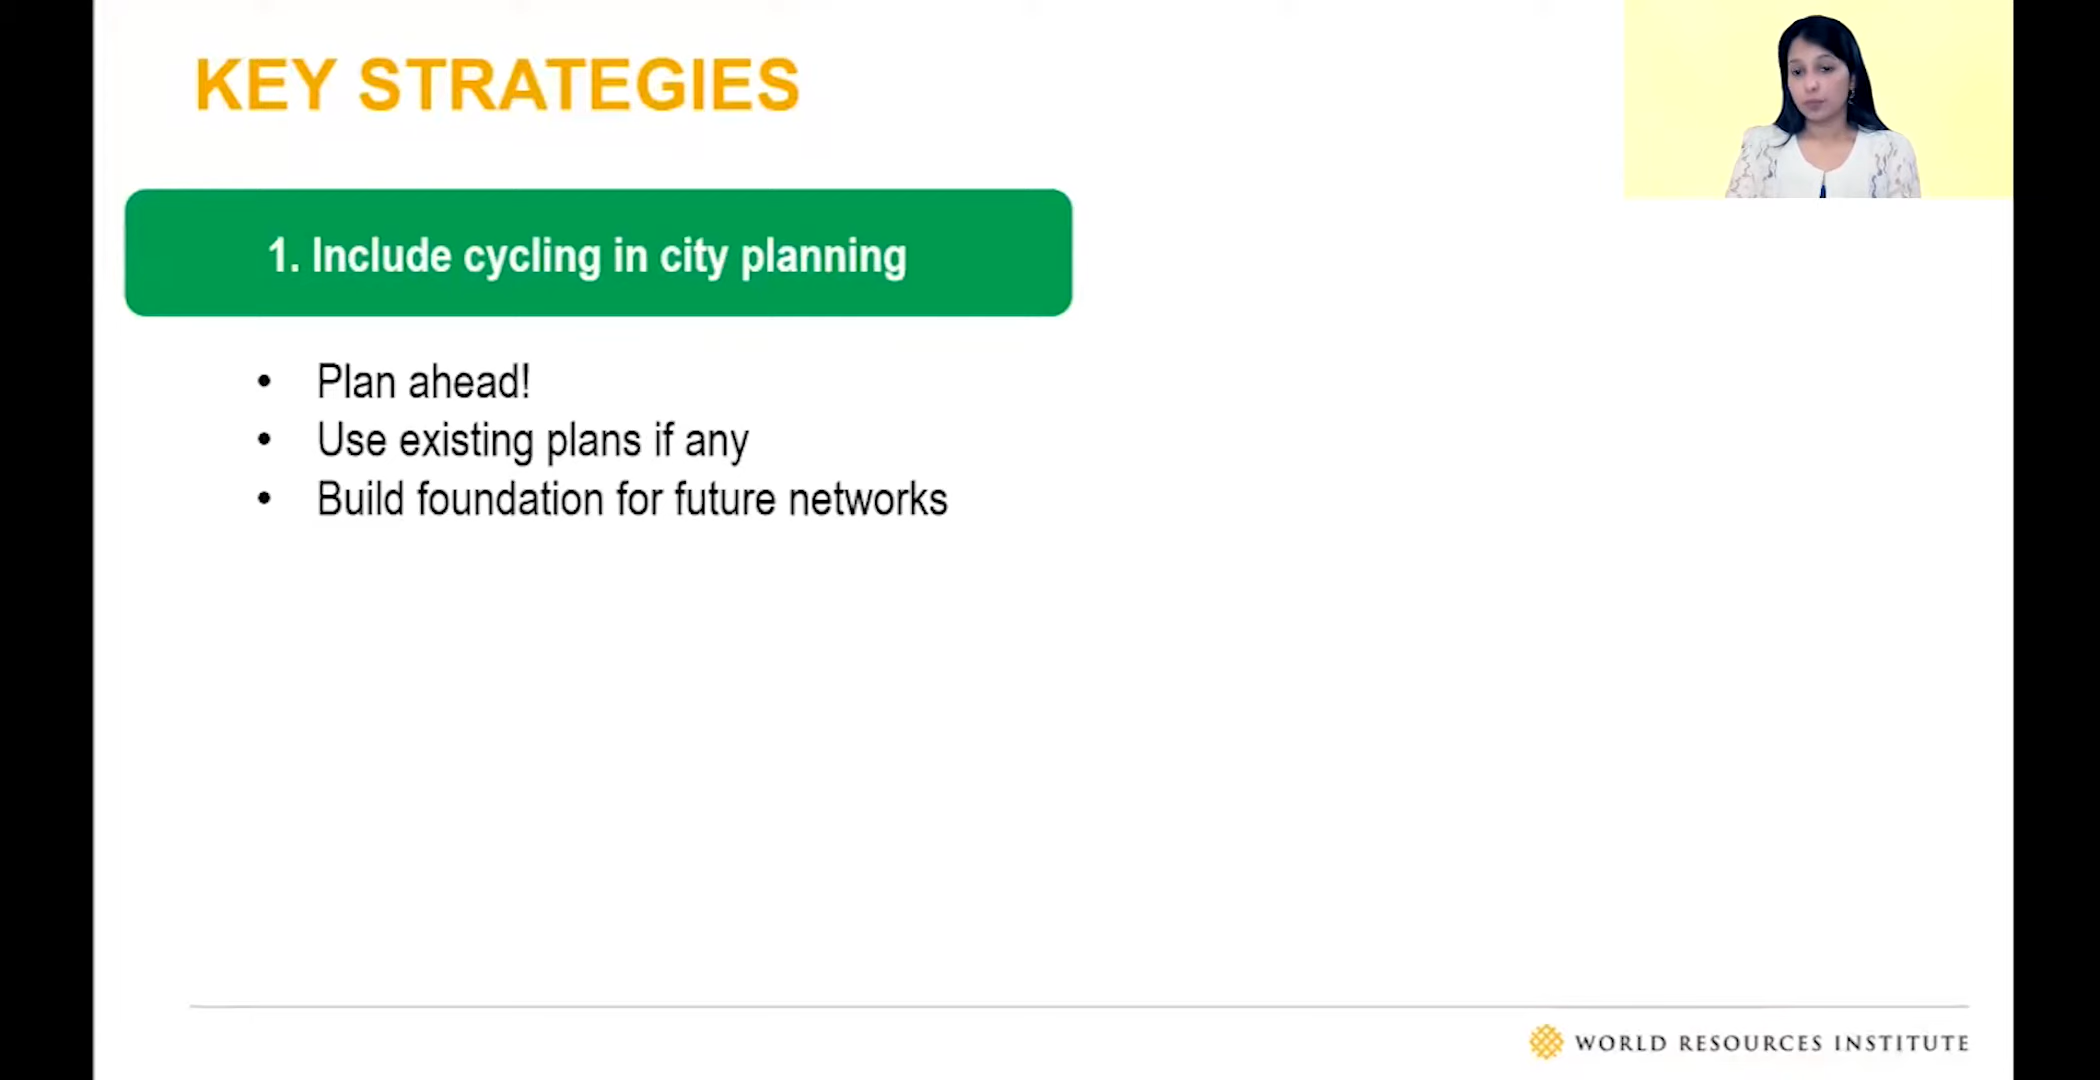 KEY STRATEGIES
1. Include cycling in city planning
• Plan ahead!
• Use existing plans if any
• Build foundation for future networks
WORLD RESOURCES INSTITUTE